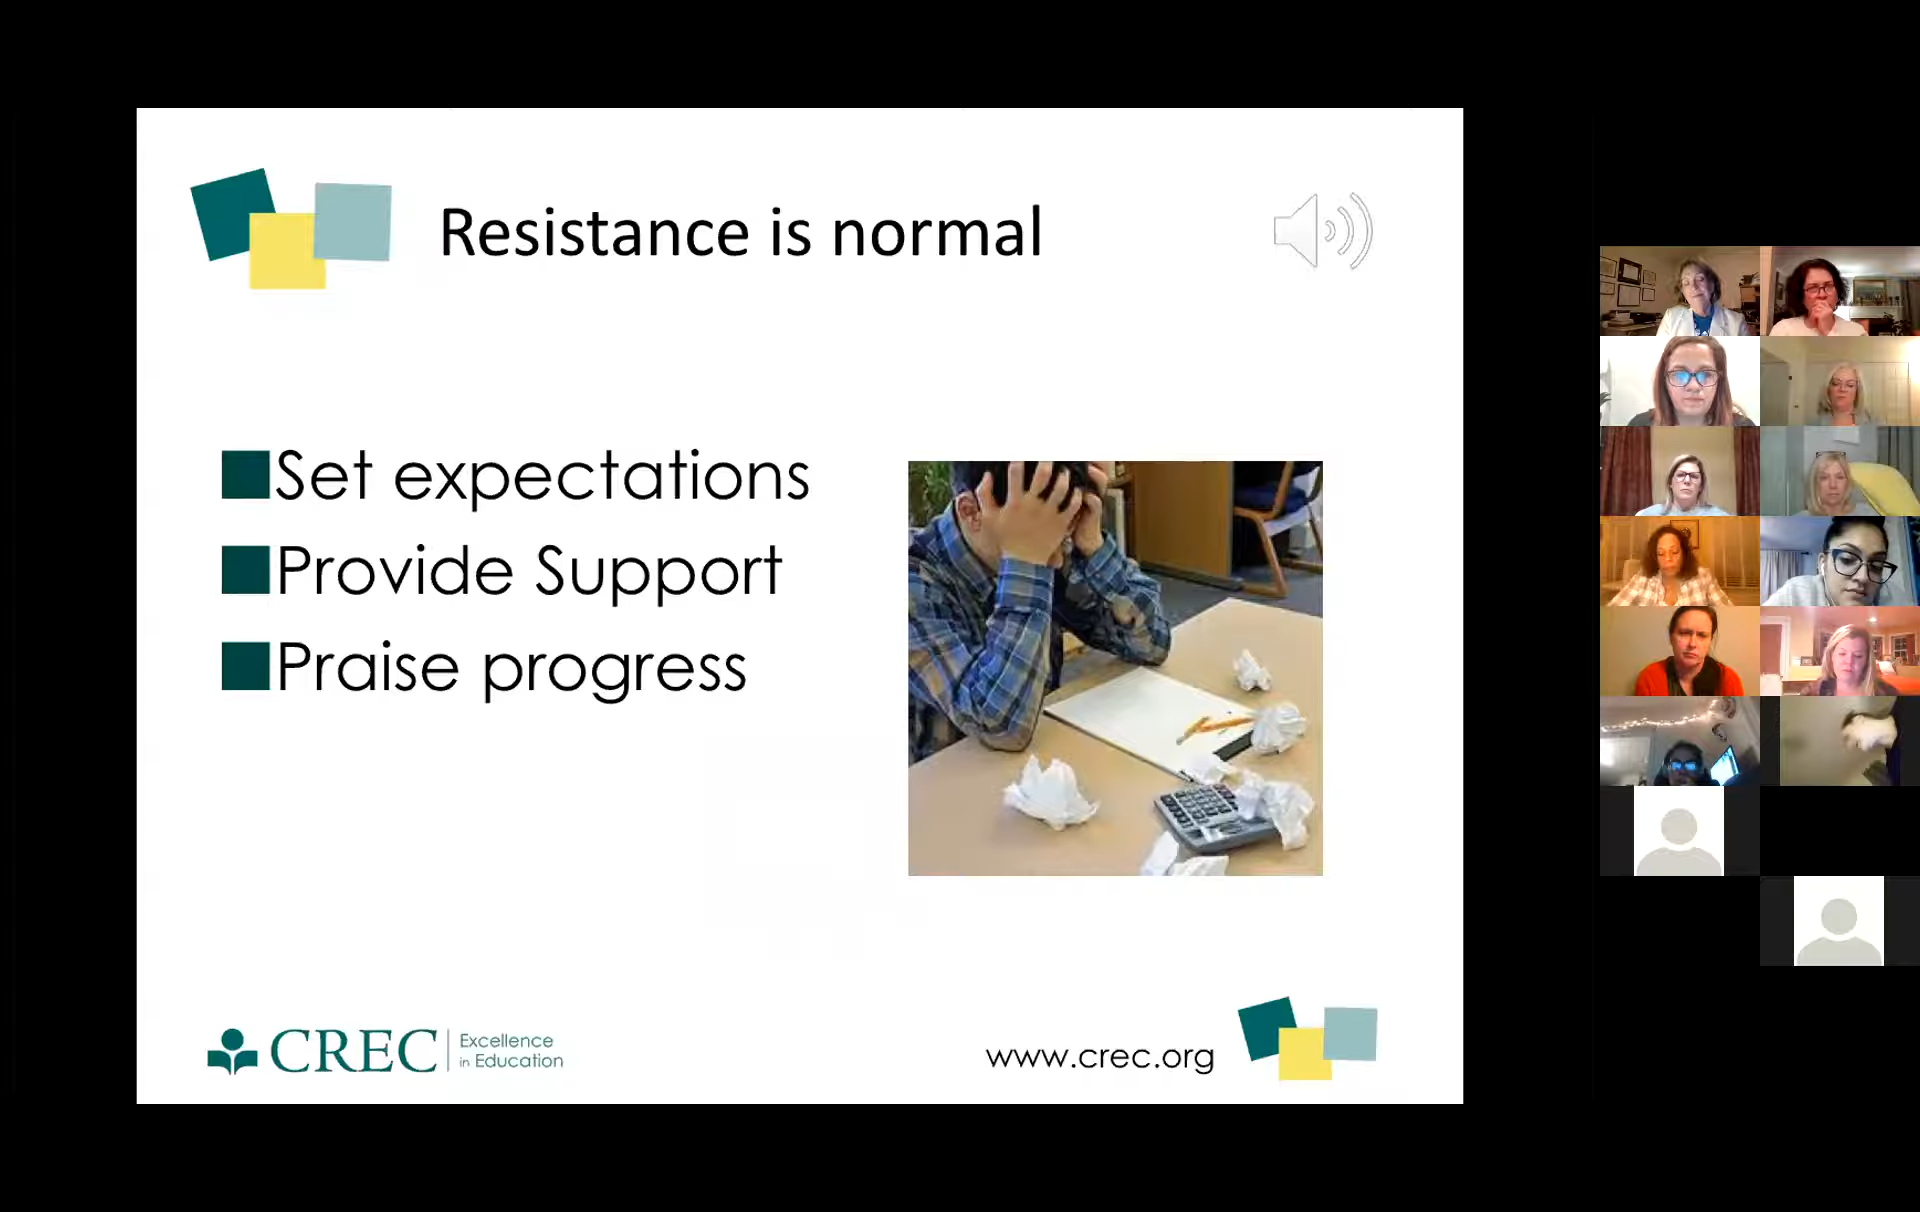 Resistance is normal
Set expectations
Provide Support
Praise progress
CREC
Excellence
in Education
www.crec.org